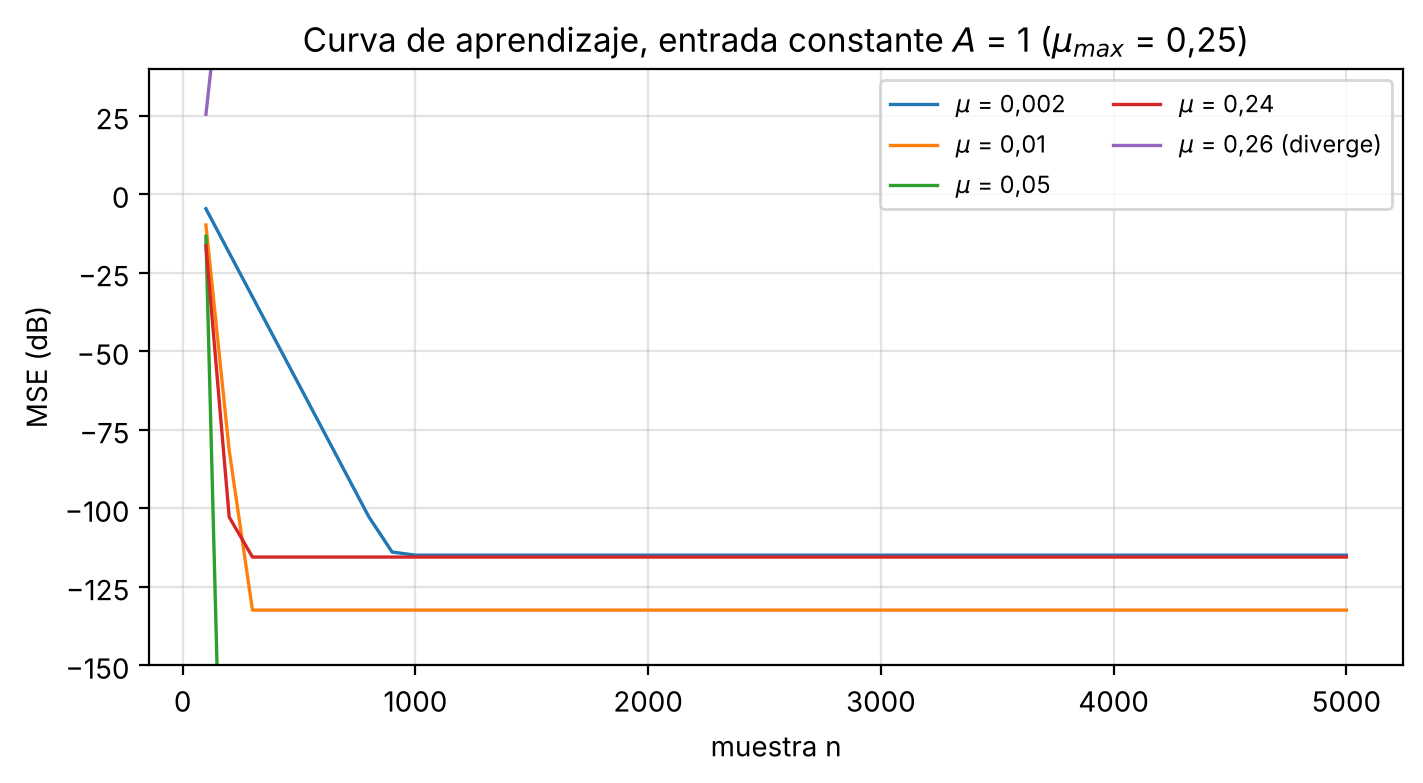 Curva de aprendizaje, entrada constante A = 1 (μmax = 0,25)
MSE (dB)
25
0
−25
−50
−75
−100
−125
−150
μ = 0,002
μ = 0,01
μ = 0,05
μ = 0,24
μ = 0,26 (diverge)
0 1000 2000 3000 4000 5000
muestra n